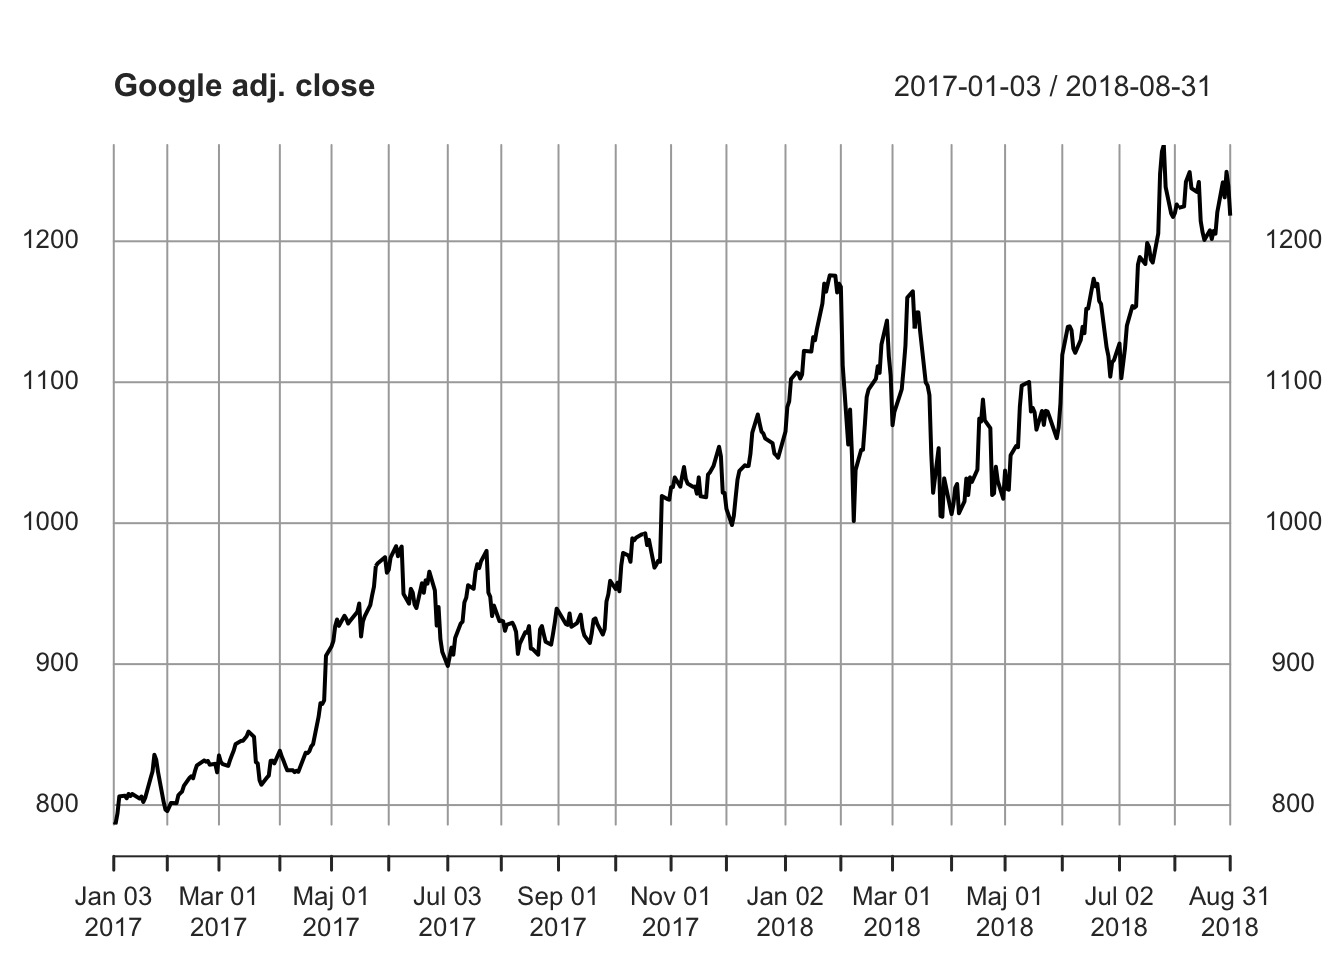 Google adj. close 2017-01-03 / 2018-08-31
1200 1200
1100 1100
1000 1000
900 900
800 800
Jan 03 Mar 01 Maj 01 Jul 03 Sep 01 Nov 01 Jan 02 Mar 01 Maj 01 Jul 02 Aug 31
2017 2017 2017 2017 2017 2017 2018 2018 2018 2018 2018